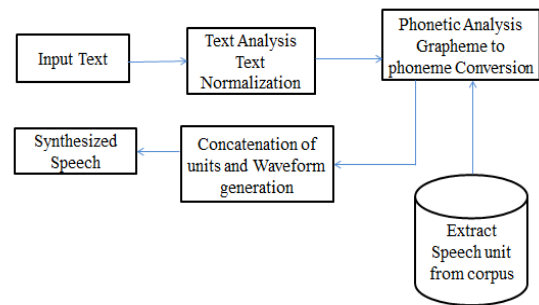 Input Text
Text Analysis
Text
Normalization
Phonetic Analysis
Grapheme to
phoneme Conversion
Synthesized
Speech
Concatenation of
units and Waveform
generation
Extract
Speech unit
from corpus